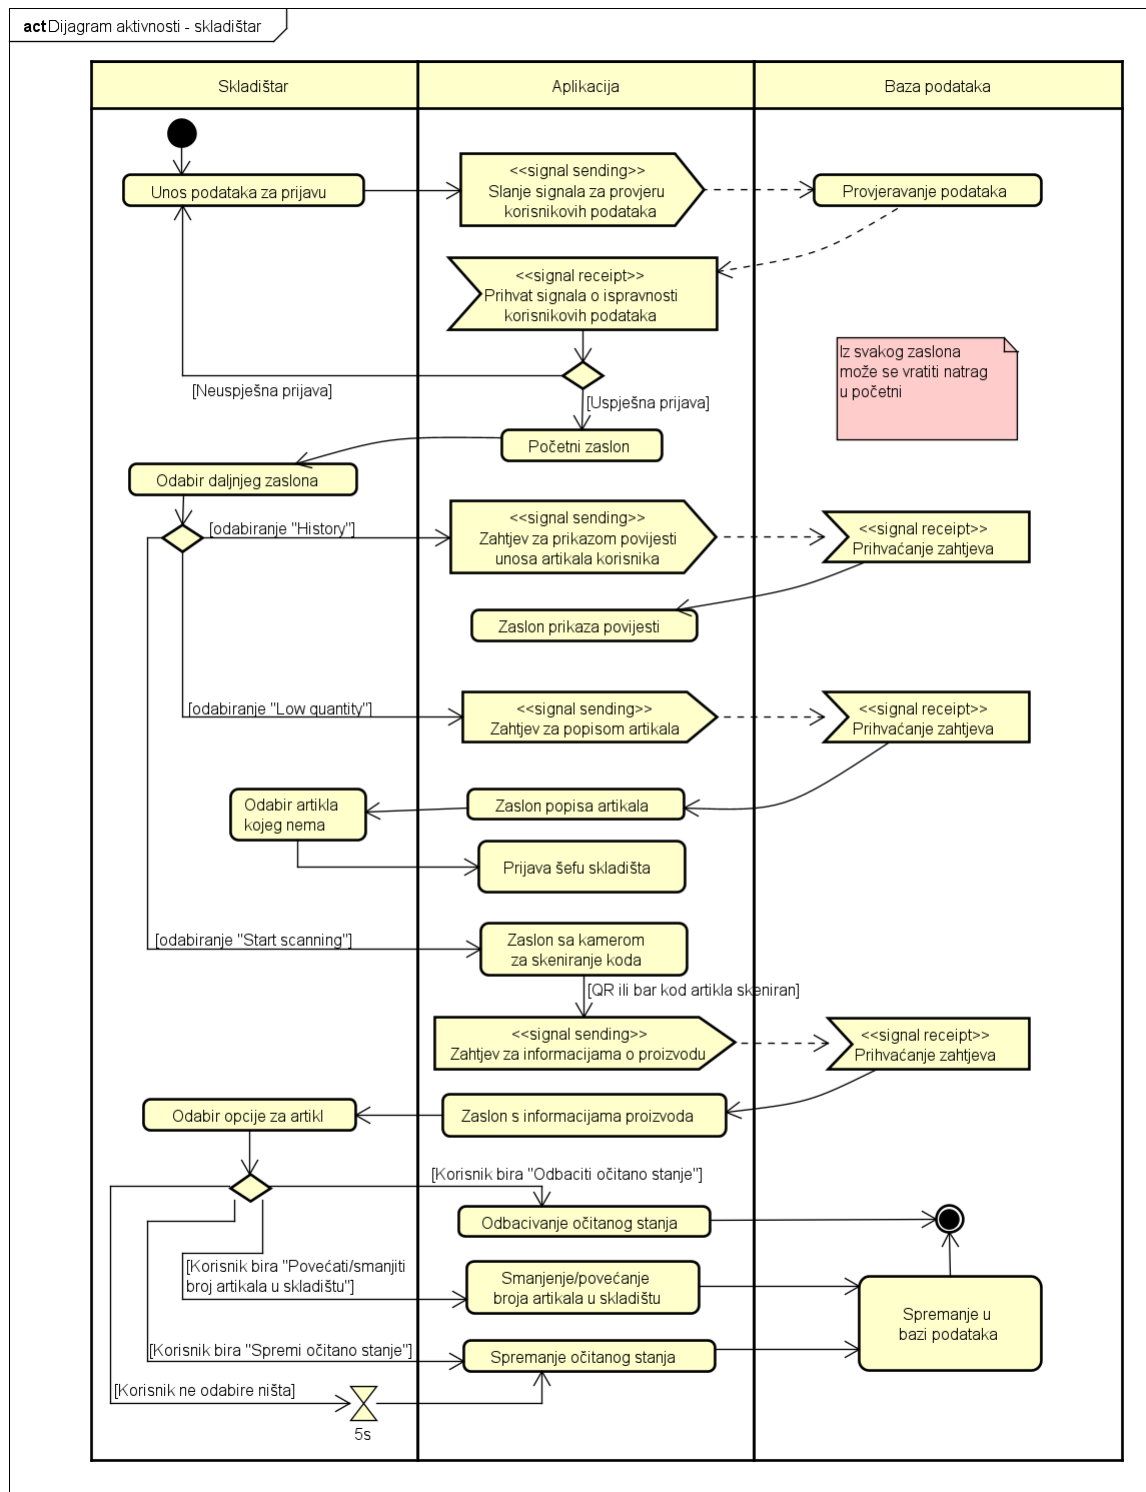 act Dijagram aktivnosti - skladištar
Skladištar
Aplikacija
Baza podataka
Unos podataka za prijavu
<<signal sending>>
Slanje signala za provjeru
korisnikovih podataka
Provjeravanje podataka
<<signal receipt>>
Prihvat signala o ispravnosti
korisnikovih podataka
Iz svakog zaslona
može se vratiti natrag
u početni
[Neuspješna prijava]
[Uspješna prijava]
Početni zaslon
Odabir daljnjeg zaslona
[odabiranje "History"]
<<signal sending>>
Zahtjev za prikazom povijesti
unosa artikala korisnika
<<signal receipt>>
Prihvaćanje zahtjeva
Zaslon prikaza povijesti
[odabiranje "Low quantity"]
<<signal sending>>
Zahtjev za popisom artikala
<<signal receipt>>
Prihvaćanje zahtjeva
Odabir artikla
kojeg nema
Zaslon popisa artikala
Prijava šefu skladišta
[odabiranje "Start scanning"]
Zaslon sa kamerom
za skeniranje koda
[QR ili bar kod artikla skeniran]
<<signal sending>>
Zahtjev za informacijama o proizvodu
<<signal receipt>>
Prihvaćanje zahtjeva
Odabir opcije za artikl
Zaslon s informacijama proizvoda
[Korisnik bira "Odbaciti očitano stanje"]
Odbacivanje očitanog stanja
[Korisnik bira "Povećati/smanjiti
broj artikala u skladištu"]
Smanjenje/povećanje
broja artikala u skladištu
Spremanje u
bazi podataka
[Korisnik bira "Spremi očitano stanje"]
Spremanje očitanog stanja
[Korisnik ne odabire ništa]
5s